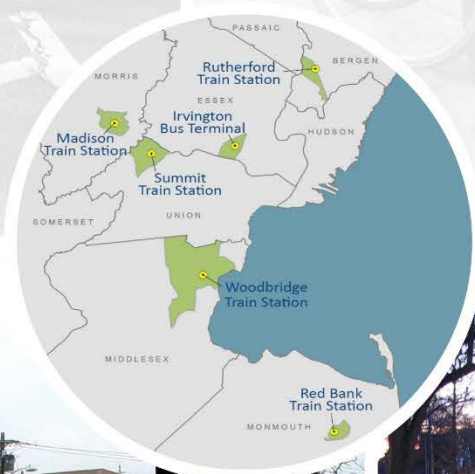 PASSAIC
BERGEN
Rutherford
Train Station
MORRIS
ESSEX
Irvington
Bus Terminal
HUDSON
Madison
Train Station
Summit
Train Station
SOMERSET
UNION
Woodbridge
Train Station
MIDDLESEX
Red Bank
Train Station
MONMOUTH